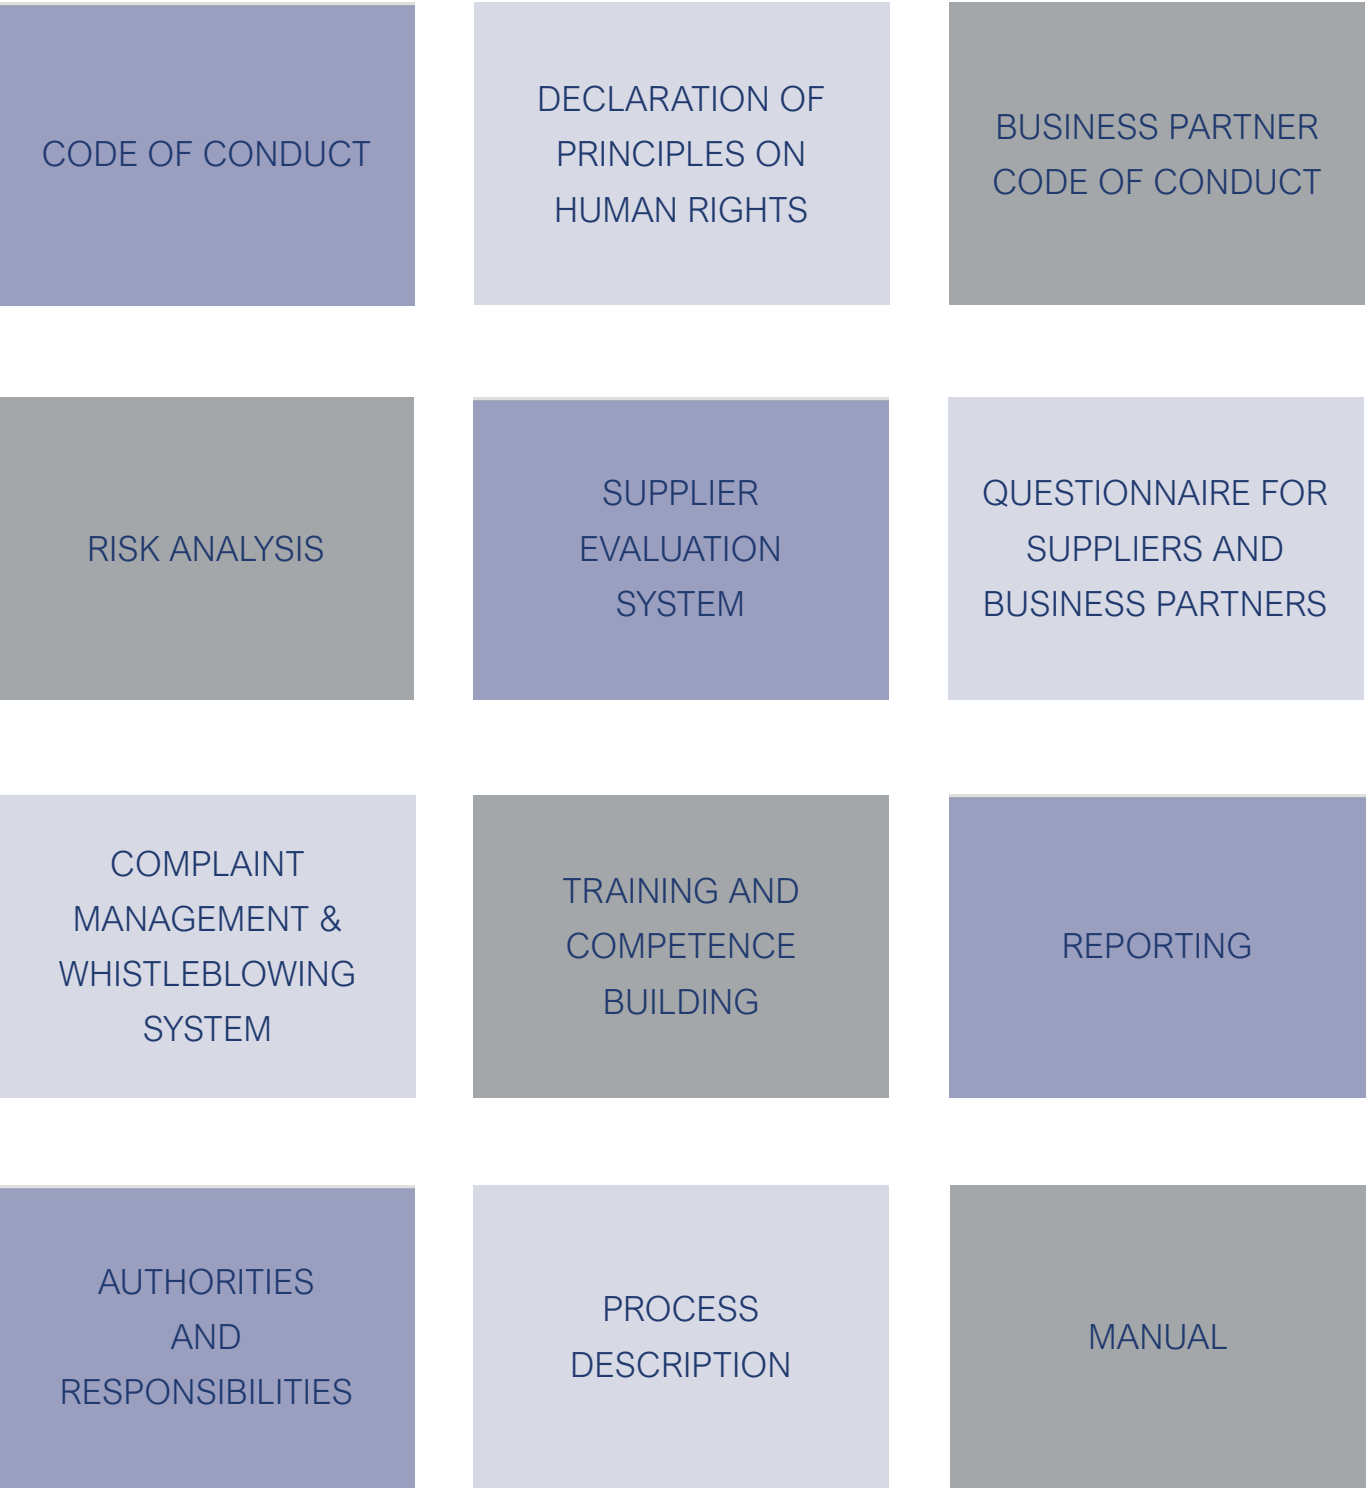 CODE OF CONDUCT
DECLARATION OF
PRINCIPLES ON
HUMAN RIGHTS
BUSINESS PARTNER
CODE OF CONDUCT
RISK ANALYSIS
SUPPLIER
EVALUATION
SYSTEM
QUESTIONNAIRE FOR
SUPPLIERS AND
BUSINESS PARTNERS
COMPLAINT
MANAGEMENT &
WHISTLEBLOWING
SYSTEM
TRAINING AND
COMPETENCE
BUILDING
REPORTING
AUTHORITIES
AND
RESPONSIBILITIES
PROCESS
DESCRIPTION
MANUAL